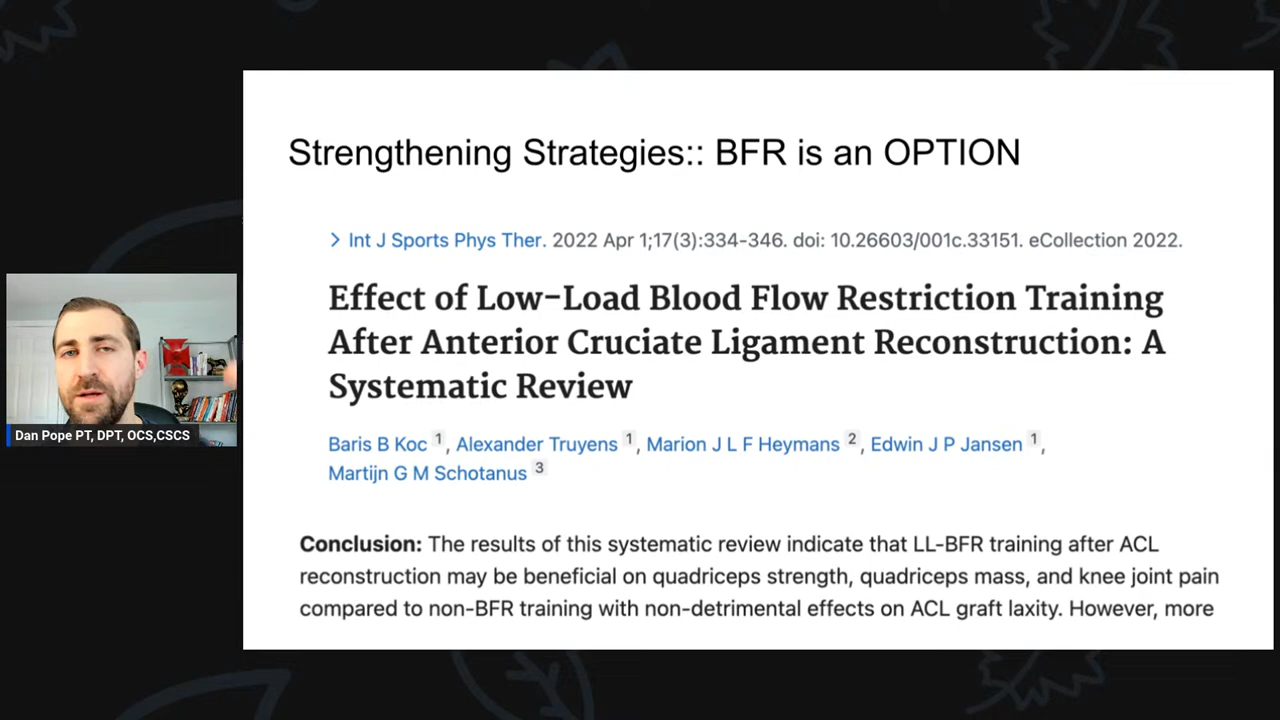 Strengthening Strategies:: BFR is an OPTION
> Int J Sports Phys Ther. 2022 Apr 1;17(3):334-346. doi: 10.26603/001c.33151. eCollection 2022.
Effect of Low-Load Blood Flow Restriction Training
After Anterior Cruciate Ligament Reconstruction: A
Systematic Review
Baris B Koc 1, Alexander Truyens 1, Marion J L F Heymans 2, Edwin J P Jansen 1,
Martijn G M Schotanus 3
Dan Pope PT, DPT, OCS,CSCS
Conclusion: The results of this systematic review indicate that LL-BFR training after ACL
reconstruction may be beneficial on quadriceps strength, quadriceps mass, and knee joint pain
compared to non-BFR training with non-detrimental effects on ACL graft laxity. However, more